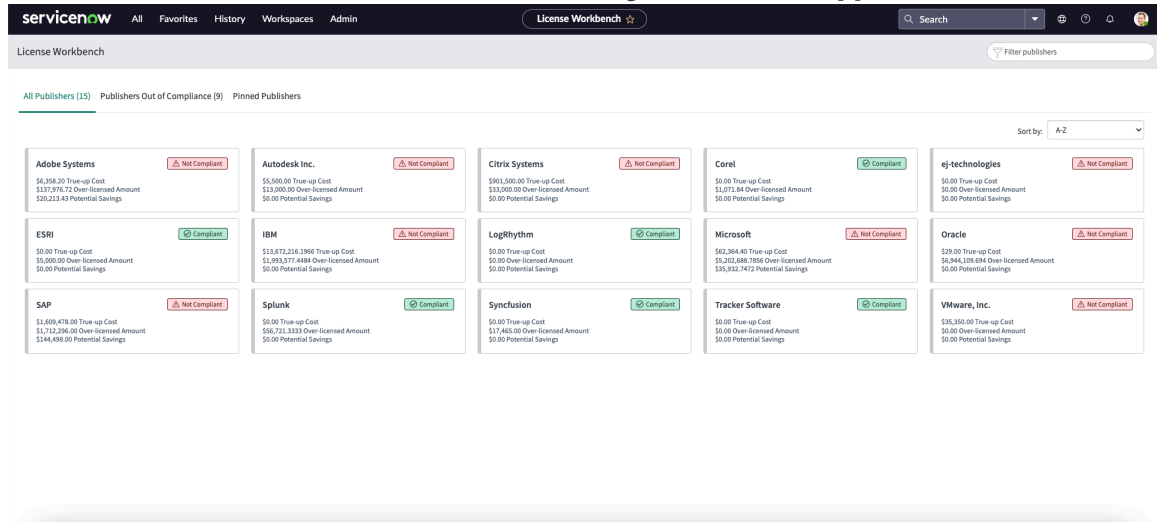 servicenow All Favorites History Workspaces Admin License Workbench Search
License Workbench Filter publishers
All Publishers (15) Publishers Out of Compliance (9) Pinned Publishers
Sort by: A-Z
Adobe Systems Not Compliant
$6,358.20 True-up Cost
$137,976.72 Over-licensed Amount
$20,213.43 Potential Savings
Autodesk Inc. Not Compliant
$5,500.00 True-up Cost
$13,000.00 Over-licensed Amount
$0.00 Potential Savings
Citrix Systems Not Compliant
$901,500.00 True-up Cost
$33,000.00 Over-licensed Amount
$0.00 Potential Savings
Corel Compliant
$0.00 True-up Cost
$1,071.84 Over-licensed Amount
$0.00 Potential Savings
ej-technologies Not Compliant
$0.00 True-up Cost
$0.00 Over-licensed Amount
$0.00 Potential Savings
ESRI Compliant
$0.00 True-up Cost
$5,000.00 Over-licensed Amount
$0.00 Potential Savings
IBM Not Compliant
$13,672,216.1966 True-up Cost
$1,993,577.4484 Over-licensed Amount
$0.00 Potential Savings
LogRhythm Compliant
$0.00 True-up Cost
$0.00 Over-licensed Amount
$0.00 Potential Savings
Microsoft Not Compliant
$62,364.40 True-up Cost
$5,202,688.7856 Over-licensed Amount
$35,932.7472 Potential Savings
Oracle Not Compliant
$29.00 True-up Cost
$6,944,109.694 Over-licensed Amount
$0.00 Potential Savings
SAP Not Compliant
$1,609,478.00 True-up Cost
$1,712,296.00 Over-licensed Amount
$144,498.00 Potential Savings
Splunk Compliant
$0.00 True-up Cost
$56,721.3333 Over-licensed Amount
$0.00 Potential Savings
Syncfusion Compliant
$0.00 True-up Cost
$17,465.00 Over-licensed Amount
$0.00 Potential Savings
Tracker Software Compliant
$0.00 True-up Cost
$0.00 Over-licensed Amount
$0.00 Potential Savings
VMware, Inc. Not Compliant
$35,350.00 True-up Cost
$0.00 Over-licensed Amount
$0.00 Potential Savings